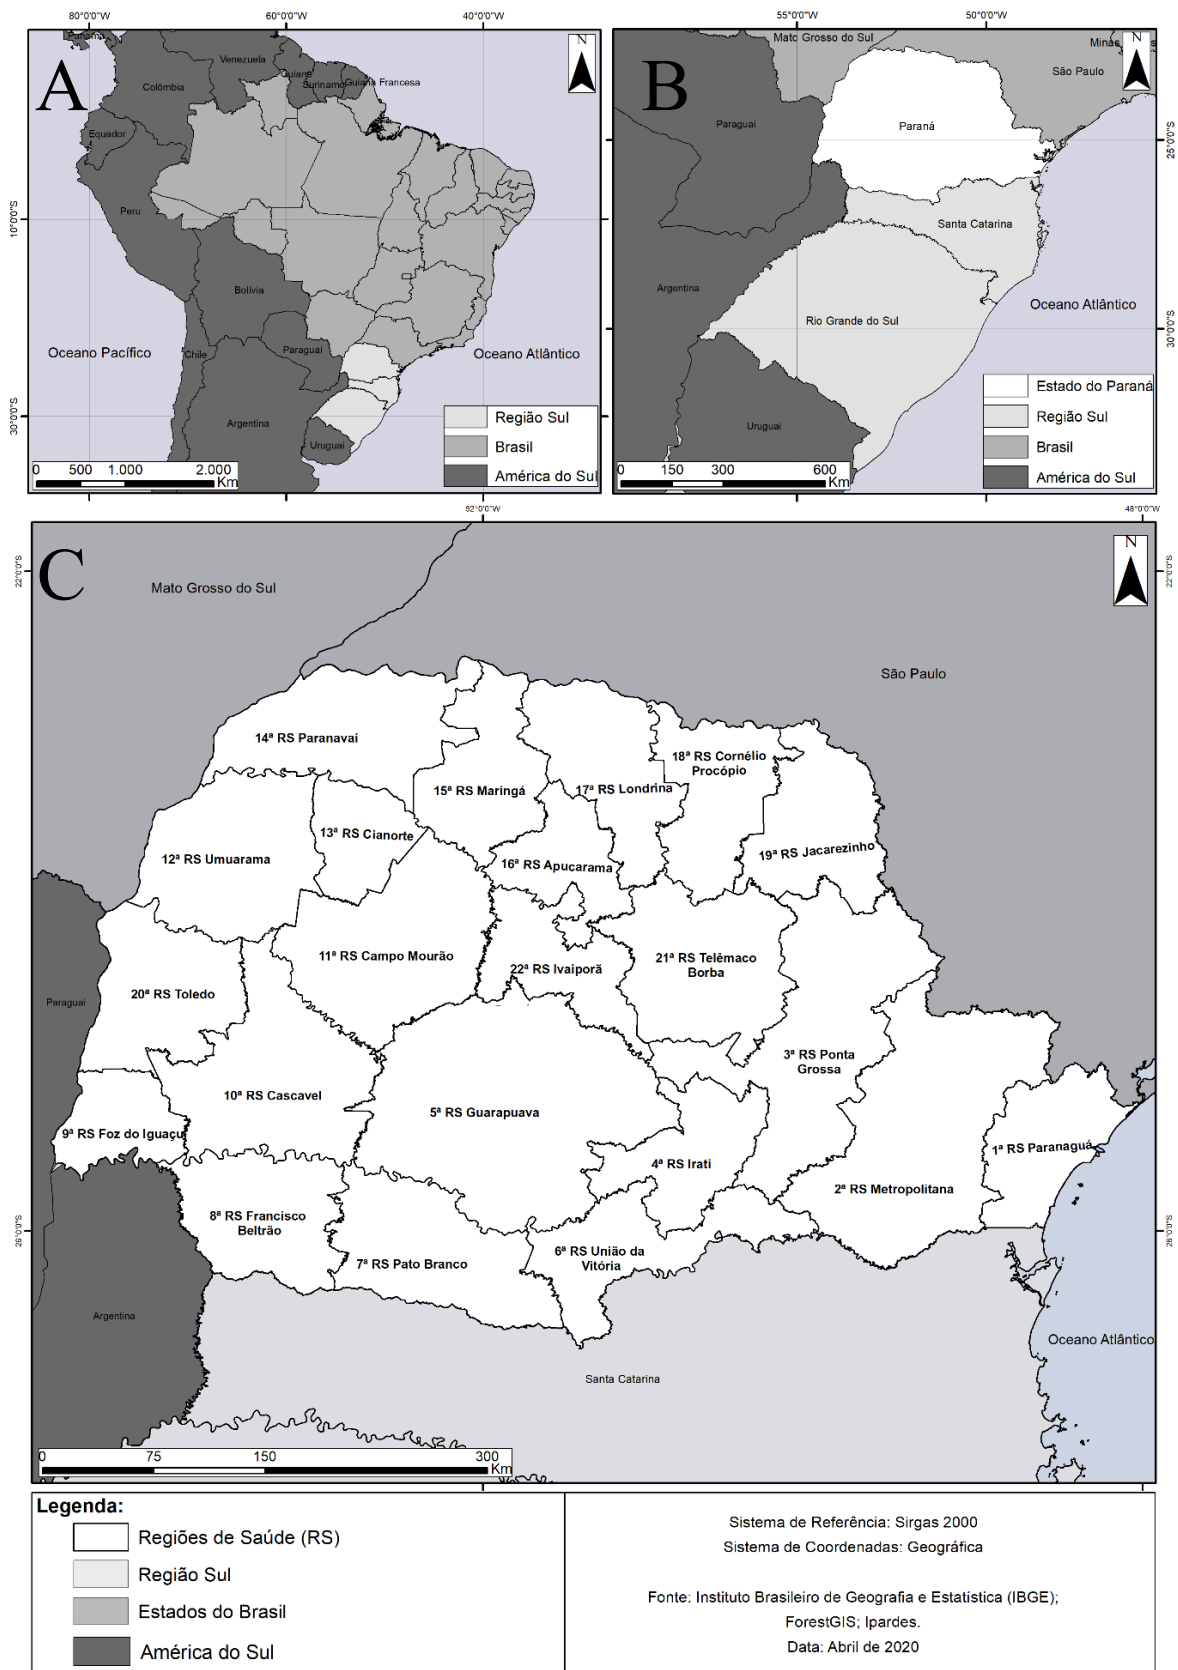 80°0'0"W
60°0'0"W
40°0'0"W
A
N
Panamá
Venezuela
Guiana
Suriname
Guiana Francesa
Colômbia
Equador
Peru
10°0'0"S
Bolívia
Oceano Pacífico
Chile
Paraguai
Oceano Atlântico
30°0'0"S
Argentina
Uruguai
Região Sul
Brasil
América do Sul
0 500 1.000 2.000
Km
55°0'0"W
50°0'0"W
B
N
Mato Grosso do Sul
São Paulo
Paraguai
Paraná
25°0'0"S
Santa Catarina
Argentina
Oceano Atlântico
Rio Grande do Sul
30°0'0"S
Uruguai
Estado do Paraná
Região Sul
Brasil
América do Sul
0 150 300 600
Km
52°0'0"W
48°0'0"W
C
N
22°0'0"S
22°0'0"S
Mato Grosso do Sul
São Paulo
14ª RS Paranavaí
18ª RS Cornélio
Procópio
15ª RS Maringá
17ª RS Londrina
13ª RS Cianorte
12ª RS Umuarama
16ª RS Apucarama
19ª RS Jacarezinho
11ª RS Campo Mourão
22ª RS Ivaiporã
21ª RS Telêmaco
Borba
20ª RS Toledo
Paraguai
3ª RS Ponta
Grossa
10ª RS Cascavel
5ª RS Guarapuava
9ª RS Foz do Iguaçu
1ª RS Paranaguá
4ª RS Irati
2ª RS Metropolitana
8ª RS Francisco
Beltrão
26°0'0"S
26°0'0"S
6ª RS União da
Vitória
7ª RS Pato Branco
Argentina
Oceano Atlântico
Santa Catarina
0 75 150 300
Km
Legenda:
Regiões de Saúde (RS)
Região Sul
Estados do Brasil
América do Sul
Sistema de Referência: Sirgas 2000
Sistema de Coordenadas: Geográfica
Fonte: Instituto Brasileiro de Geografia e Estatística (IBGE);
ForestGIS; Ipardes.
Data: Abril de 2020